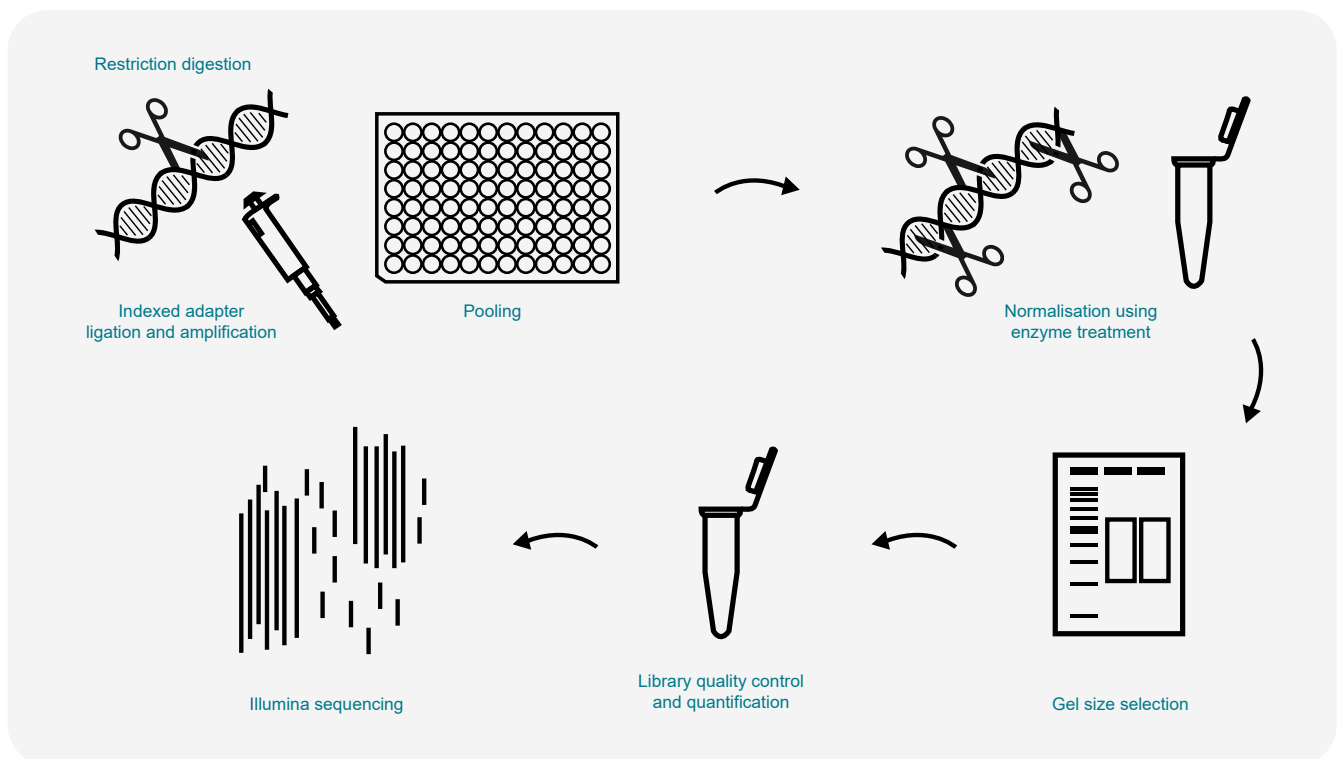 Restriction digestion
Indexed adapter
ligation and amplification
Pooling
Normalisation using
enzyme treatment
Illumina sequencing
Library quality control
and quantification
Gel size selection